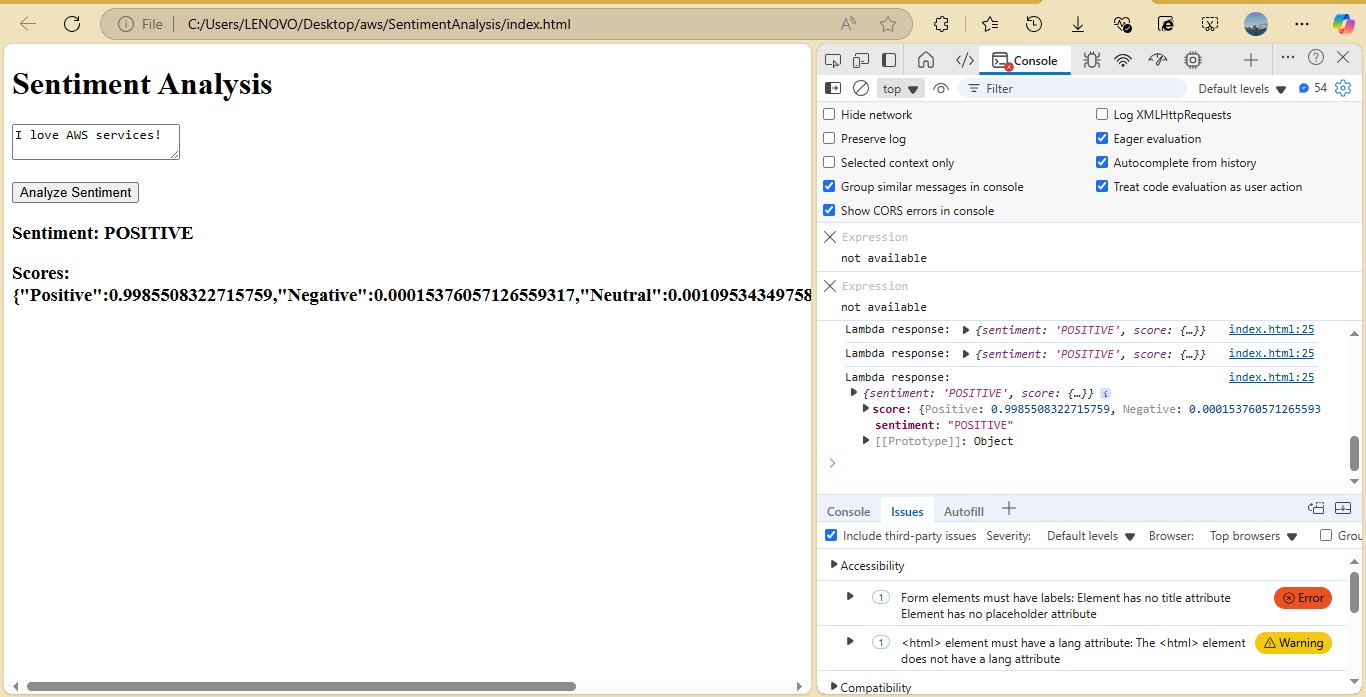 File
C:/Users/LENOVO/Desktop/aws/SentimentAnalysis/index.html
Sentiment Analysis
I love AWS services!
Analyze Sentiment
Sentiment: POSITIVE
Scores:
{"Positive":0.9985508322715759,"Negative":0.00015376057126559317,"Neutral":0.00109534349758
Console
top
Filter
Default levels
54
Hide network
Log XMLHttpRequests
Preserve log
Eager evaluation
Selected context only
Autocomplete from history
Group similar messages in console
Treat code evaluation as user action
Show CORS errors in console
Expression
not available
Expression
not available
Lambda response: {sentiment: 'POSITIVE', score: {…}} index.html:25
Lambda response: {sentiment: 'POSITIVE', score: {…}} index.html:25
Lambda response: index.html:25
{sentiment: 'POSITIVE', score: {…}} i
score: {Positive: 0.9985508322715759, Negative: 0.000153760571265593
sentiment: "POSITIVE"
[[Prototype]]: Object
Console Issues Autofill
Include third-party issues Severity: Default levels Browser: Top browsers Grou
Accessibility
1 Form elements must have labels: Element has no title attribute
Element has no placeholder attribute
Error
1 <html> element must have a lang attribute: The <html> element
does not have a lang attribute
Warning
Compatibility